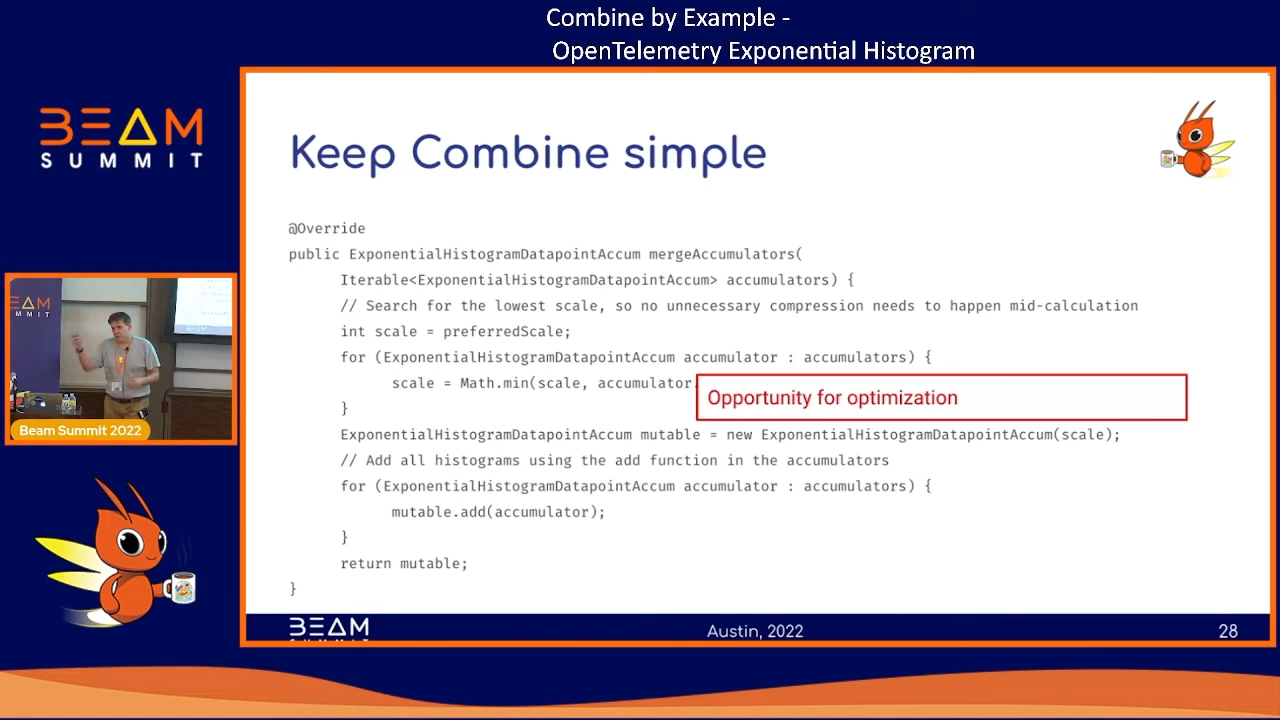 Combine by Example -
OpenTelemetry Exponential Histogram
BEAM
SUMMIT
Keep Combine simple
@Override
public ExponentialHistogramDatapointAccum mergeAccumulators(
Iterable<ExponentialHistogramDatapointAccum> accumulators) {
// Search for the lowest scale, so no unnecessary compression needs to happen mid-calculation
int scale = preferredScale;
for (ExponentialHistogramDatapointAccum accumulator : accumulators) {
scale = Math.min(scale, accumulator.
Opportunity for optimization
}
ExponentialHistogramDatapointAccum mutable = new ExponentialHistogramDatapointAccum(scale);
// Add all histograms using the add function in the accumulators
for (ExponentialHistogramDatapointAccum accumulator : accumulators) {
mutable.add(accumulator);
}
return mutable;
}
Beam Summit 2022
BEAM
Austin, 2022
28